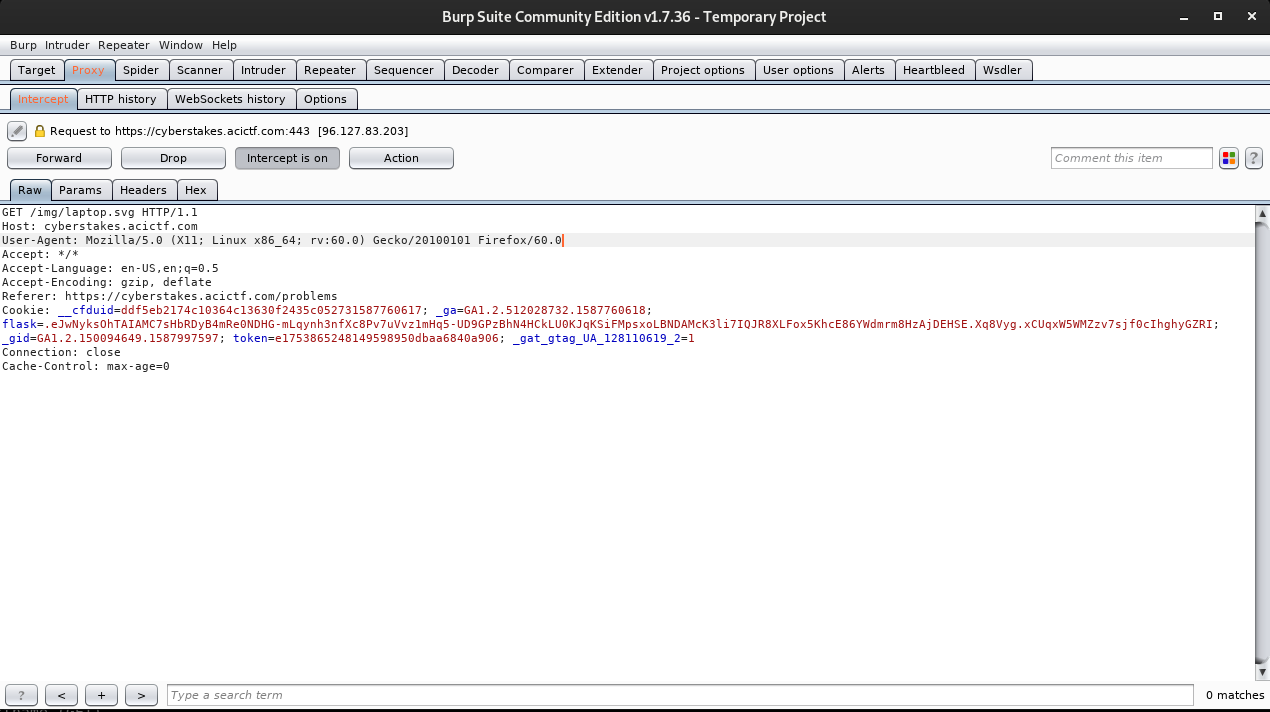 Burp Suite Community Edition v1.7.36 - Temporary Project
Burp Intruder Repeater Window Help
Target Proxy Spider Scanner Intruder Repeater Sequencer Decoder Comparer Extender Project options User options Alerts Heartbleed Wsdler
Intercept HTTP history WebSockets history Options
Request to https://cyberstakes.acictf.com:443 [96.127.83.203]
Forward Drop Intercept is on Action Comment this item ?
Raw Params Headers Hex
GET /img/laptop.svg HTTP/1.1
Host: cyberstakes.acictf.com
User-Agent: Mozilla/5.0 (X11; Linux x86_64; rv:60.0) Gecko/20100101 Firefox/60.0
Accept: */*
Accept-Language: en-US,en;q=0.5
Accept-Encoding: gzip, deflate
Referer: https://cyberstakes.acictf.com/problems
Cookie: __cfduid=ddf5eb2174c10364c13630f2435c052731587760617; _ga=GA1.2.512028732.1587760618;
flask=.eJwNyksOhTAIAMC7sHbRDyB4mRe0NDHG-mLqynh3nfXc8Pv7uVvz1mHq5-UD9GPzBhN4HCkLU0KJqKSiFMpsxoLBNDAMcK3li7IQJR8XLFox5KhcE86YWdmrm8HzAjDEHSE.Xq8Vyg.xCUqxW5WMZzv7sjf0cIhghyGZRI;
_gid=GA1.2.150094649.1587997597; token=e1753865248149598950dbaa6840a906; _gat_gtag_UA_128110619_2=1
Connection: close
Cache-Control: max-age=0
? < + > Type a search term 0 matches